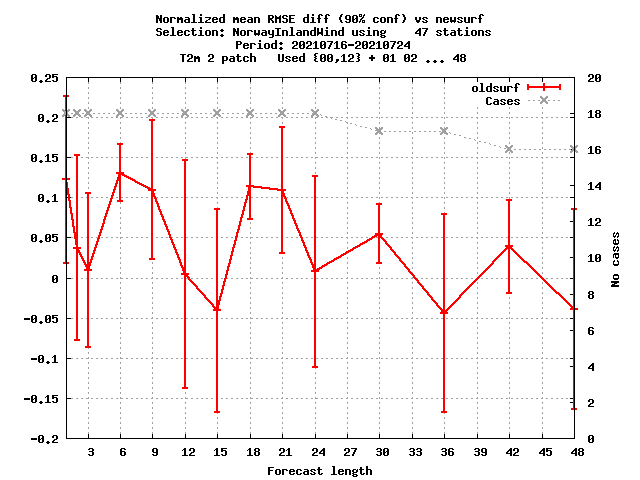 Normalized mean RMSE diff (90% conf) vs newsurf
Selection: NorwayInlandWind using    47 stations
Period: 20210716-20210724
T2m 2 patch   Used {00,12} + 01 02 ... 48
oldsurf
Cases
0.25
0.2
0.15
0.1
0.05
0
-0.05
-0.1
-0.15
-0.2
20
18
16
14
12
10
8
6
4
2
0
No cases
3 6 9 12 15 18 21 24 27 30 33 36 39 42 45 48
Forecast length